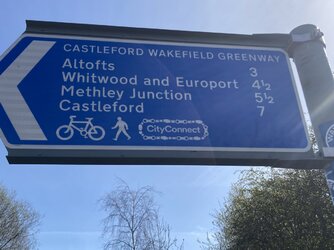 CASTLEFORD WAKEFIELD GREENWAY
Altofts 3
Whitwood and Europort 4½
Methley Junction 5½
Castleford 7
CityConnect